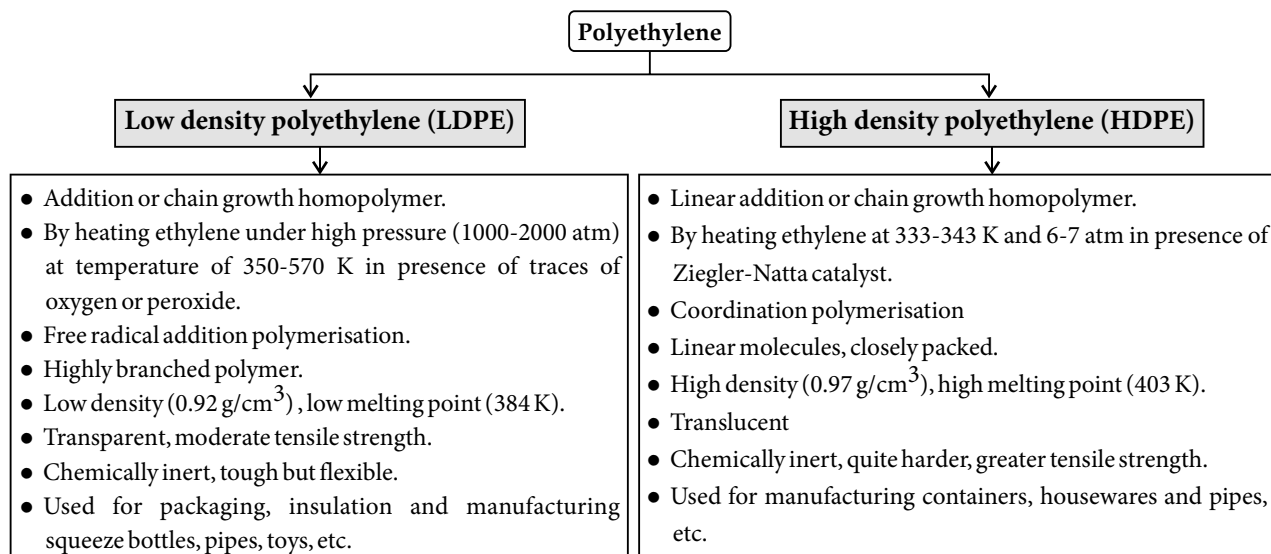 Polyethylene
Low density polyethylene (LDPE)
● Addition or chain growth homopolymer.
● By heating ethylene under high pressure (1000-2000 atm)
at temperature of 350-570 K in presence of traces of
oxygen or peroxide.
● Free radical addition polymerisation.
● Highly branched polymer.
● Low density (0.92 g/cm³) , low melting point (384 K).
● Transparent, moderate tensile strength.
● Chemically inert, tough but flexible.
● Used for packaging, insulation and manufacturing
squeeze bottles, pipes, toys, etc.
High density polyethylene (HDPE)
● Linear addition or chain growth homopolymer.
● By heating ethylene at 333-343 K and 6-7 atm in presence of
Ziegler-Natta catalyst.
● Coordination polymerisation
● Linear molecules, closely packed.
● High density (0.97 g/cm³), high melting point (403 K).
● Translucent
● Chemically inert, quite harder, greater tensile strength.
● Used for manufacturing containers, housewares and pipes,
etc.